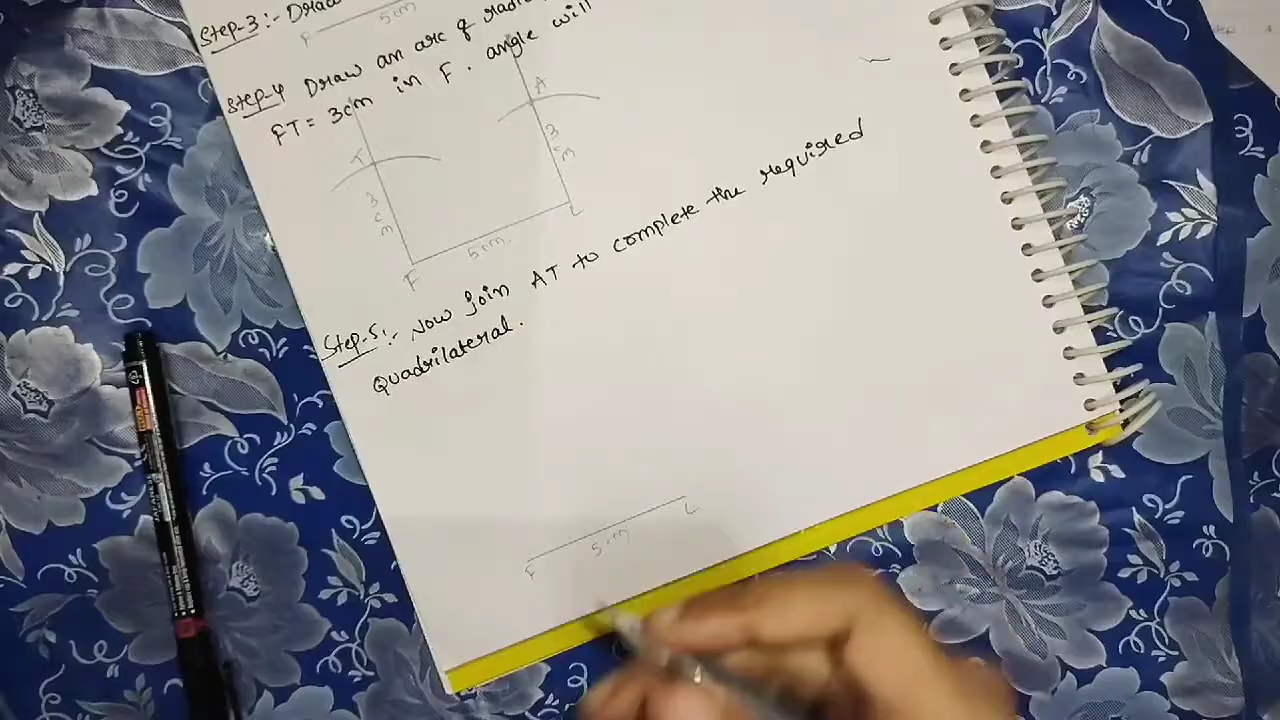 Step-3:- Draw
F 5cm
Step-4 Draw an arc of radius
FT = 3cm in F. angle will
T 3cm F 5cm. L 3cm A
Step-5:- Now join AT to complete the required
Quadrilateral.
F 5cm L